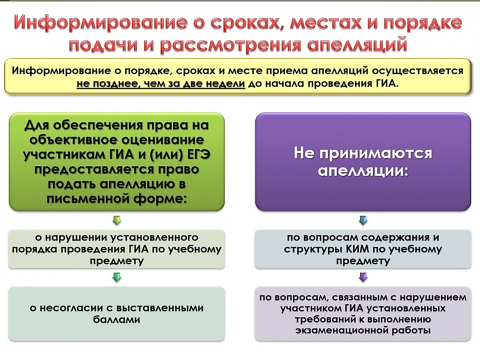 Информирование о сроках, местах и порядке
подачи и рассмотрения апелляций
Информирование о порядке, сроках и месте приема апелляций осуществляется
не позднее, чем за две недели до начала проведения ГИА.
Для обеспечения права на
объективное оценивание
участникам ГИА и (или) ЕГЭ
предоставляется право
подать апелляцию в
письменной форме:
о нарушении установленного
порядка проведения ГИА по учебному
предмету
о несогласии с выставленными
баллами
Не принимаются
апелляции:
по вопросам содержания и
структуры КИМ по учебному
предмету
по вопросам, связанным с нарушением
участником ГИА установленных
требований к выполнению
экзаменационной работы